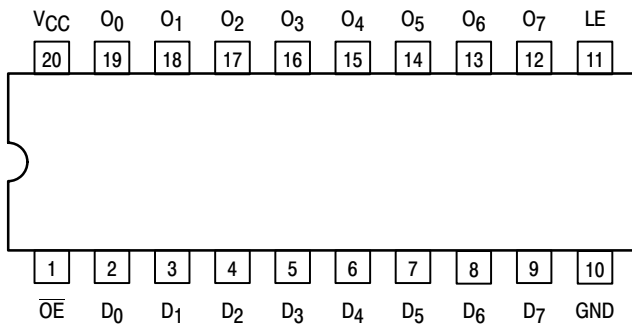 VCC O0 O1 O2 O3 O4 O5 O6 O7 LE
20 19 18 17 16 15 14 13 12 11
1 2 3 4 5 6 7 8 9 10
O̅E̅ D0 D1 D2 D3 D4 D5 D6 D7 GND